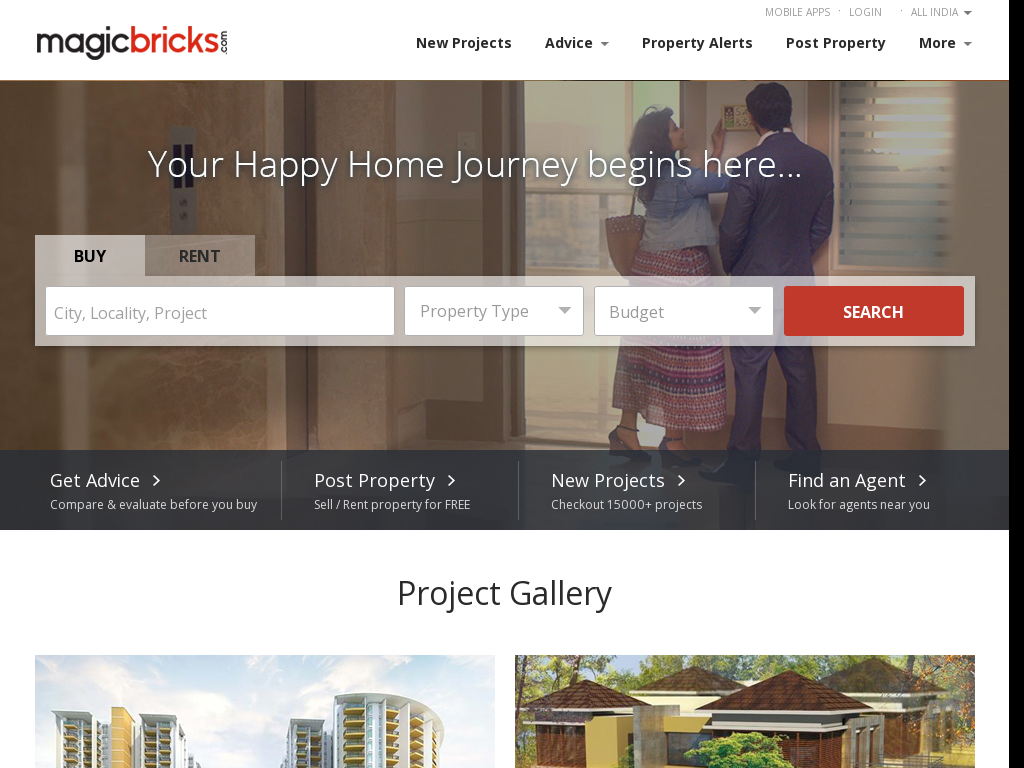 MOBILE APPS · LOGIN · ALL INDIA
magicbricks.com
New Projects Advice Property Alerts Post Property More
Your Happy Home Journey begins here...
BUY RENT
City, Locality, Project Property Type Budget SEARCH
Get Advice Post Property New Projects Find an Agent
Compare & evaluate before you buy Sell / Rent property for FREE Checkout 15000+ projects Look for agents near you
Project Gallery